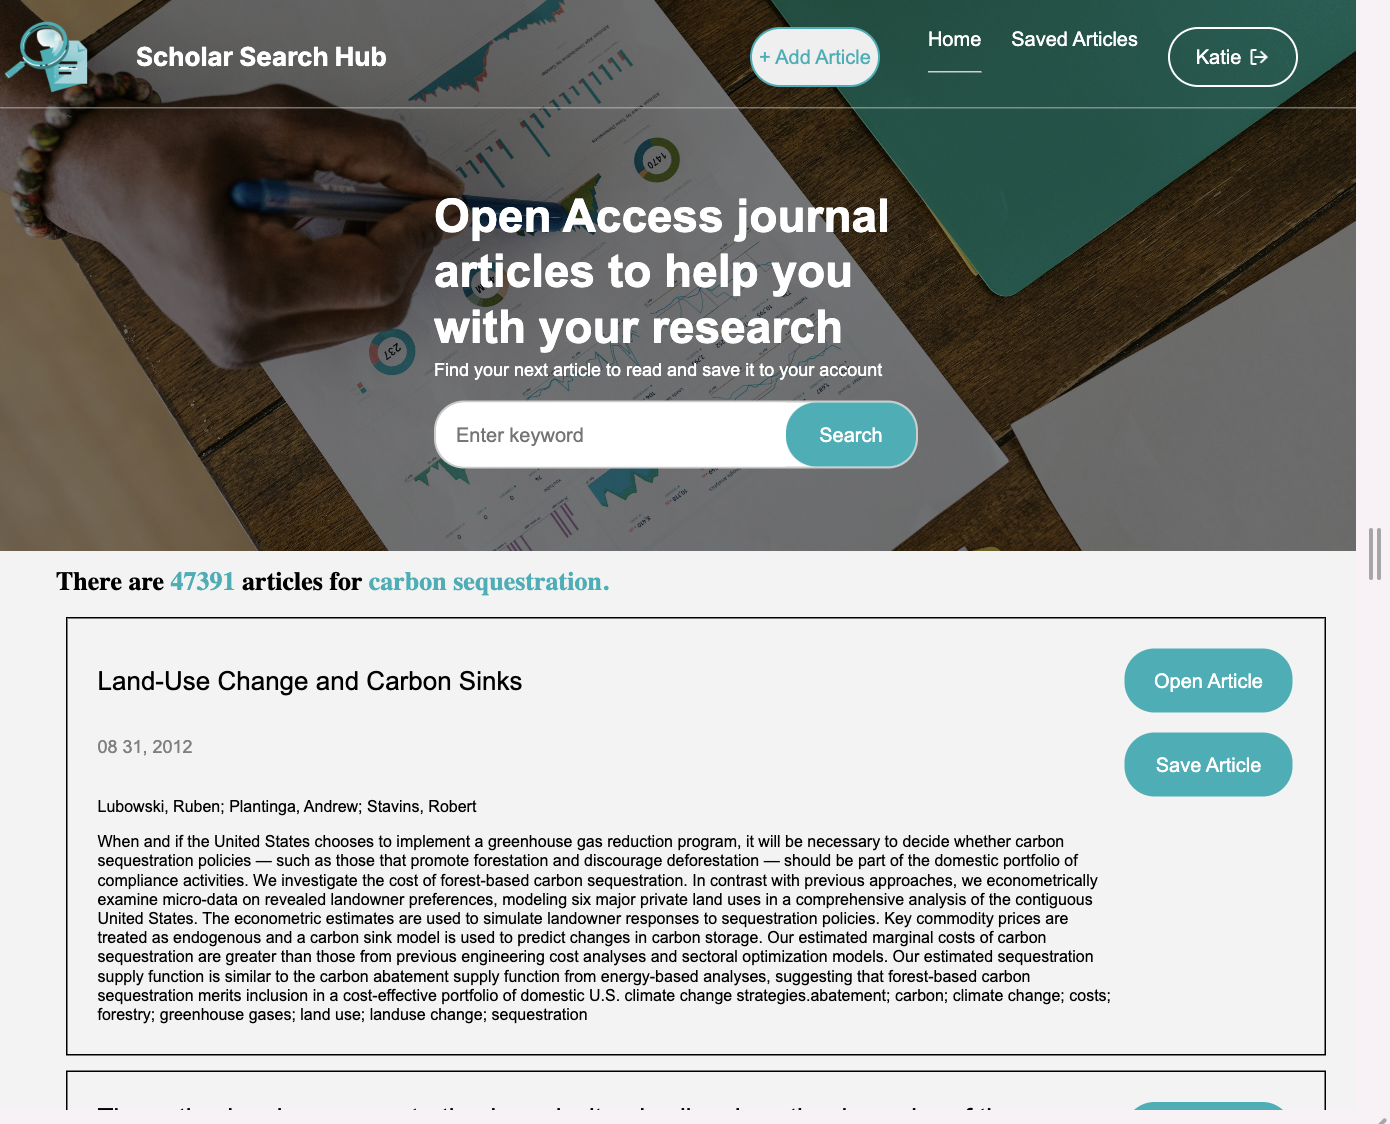 Scholar Search Hub
+ Add Article
Home
Saved Articles
Katie
1470
237
Open Access journal
articles to help you
with your research
Find your next article to read and save it to your account
Enter keyword
Search
There are 47391 articles for carbon sequestration.
Land-Use Change and Carbon Sinks
Open Article
08 31, 2012
Save Article
Lubowski, Ruben; Plantinga, Andrew; Stavins, Robert
When and if the United States chooses to implement a greenhouse gas reduction program, it will be necessary to decide whether carbon
sequestration policies — such as those that promote forestation and discourage deforestation — should be part of the domestic portfolio of
compliance activities. We investigate the cost of forest-based carbon sequestration. In contrast with previous approaches, we econometrically
examine micro-data on revealed landowner preferences, modeling six major private land uses in a comprehensive analysis of the contiguous
United States. The econometric estimates are used to simulate landowner responses to sequestration policies. Key commodity prices are
treated as endogenous and a carbon sink model is used to predict changes in carbon storage. Our estimated marginal costs of carbon
sequestration are greater than those from previous engineering cost analyses and sectoral optimization models. Our estimated sequestration
supply function is similar to the carbon abatement supply function from energy-based analyses, suggesting that forest-based carbon
sequestration merits inclusion in a cost-effective portfolio of domestic U.S. climate change strategies.abatement; carbon; climate change; costs;
forestry; greenhouse gases; land use; landuse change; sequestration